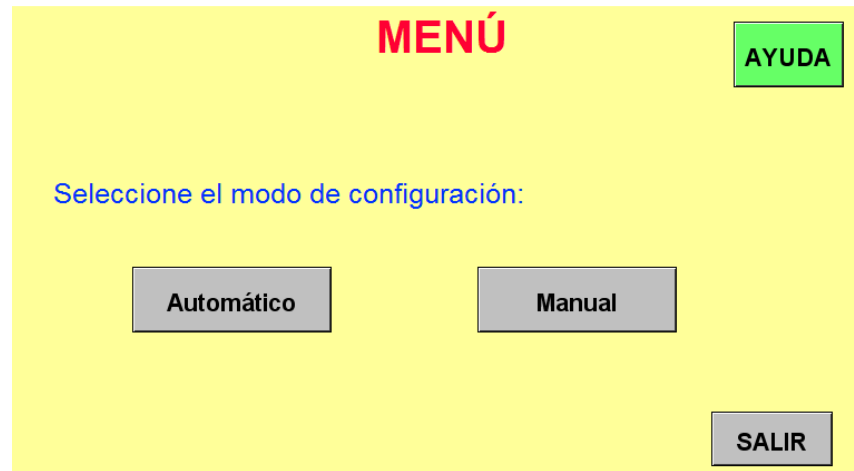 MENÚ
AYUDA
Seleccione el modo de configuración:
Automático
Manual
SALIR